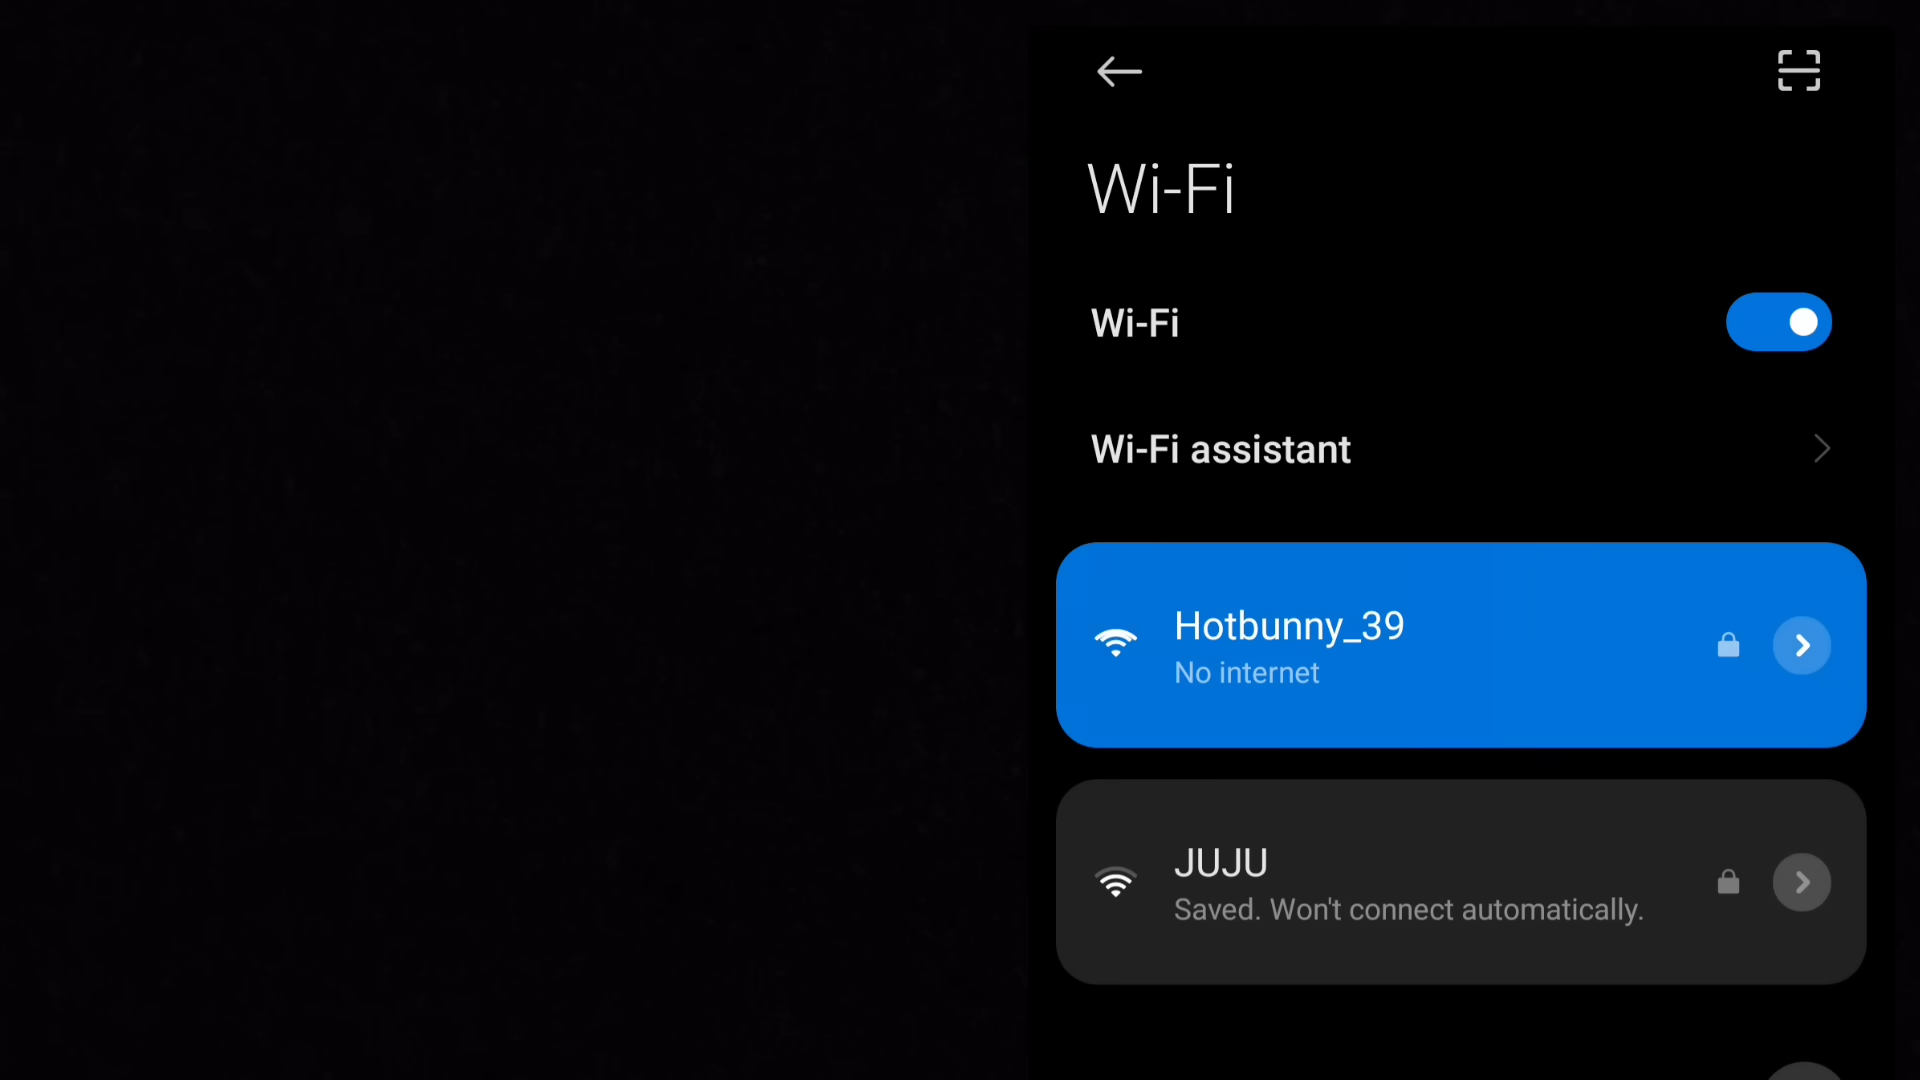 Wi-Fi
Wi-Fi
Wi-Fi assistant
Hotbunny_39
No internet
JUJU
Saved. Won't connect automatically.